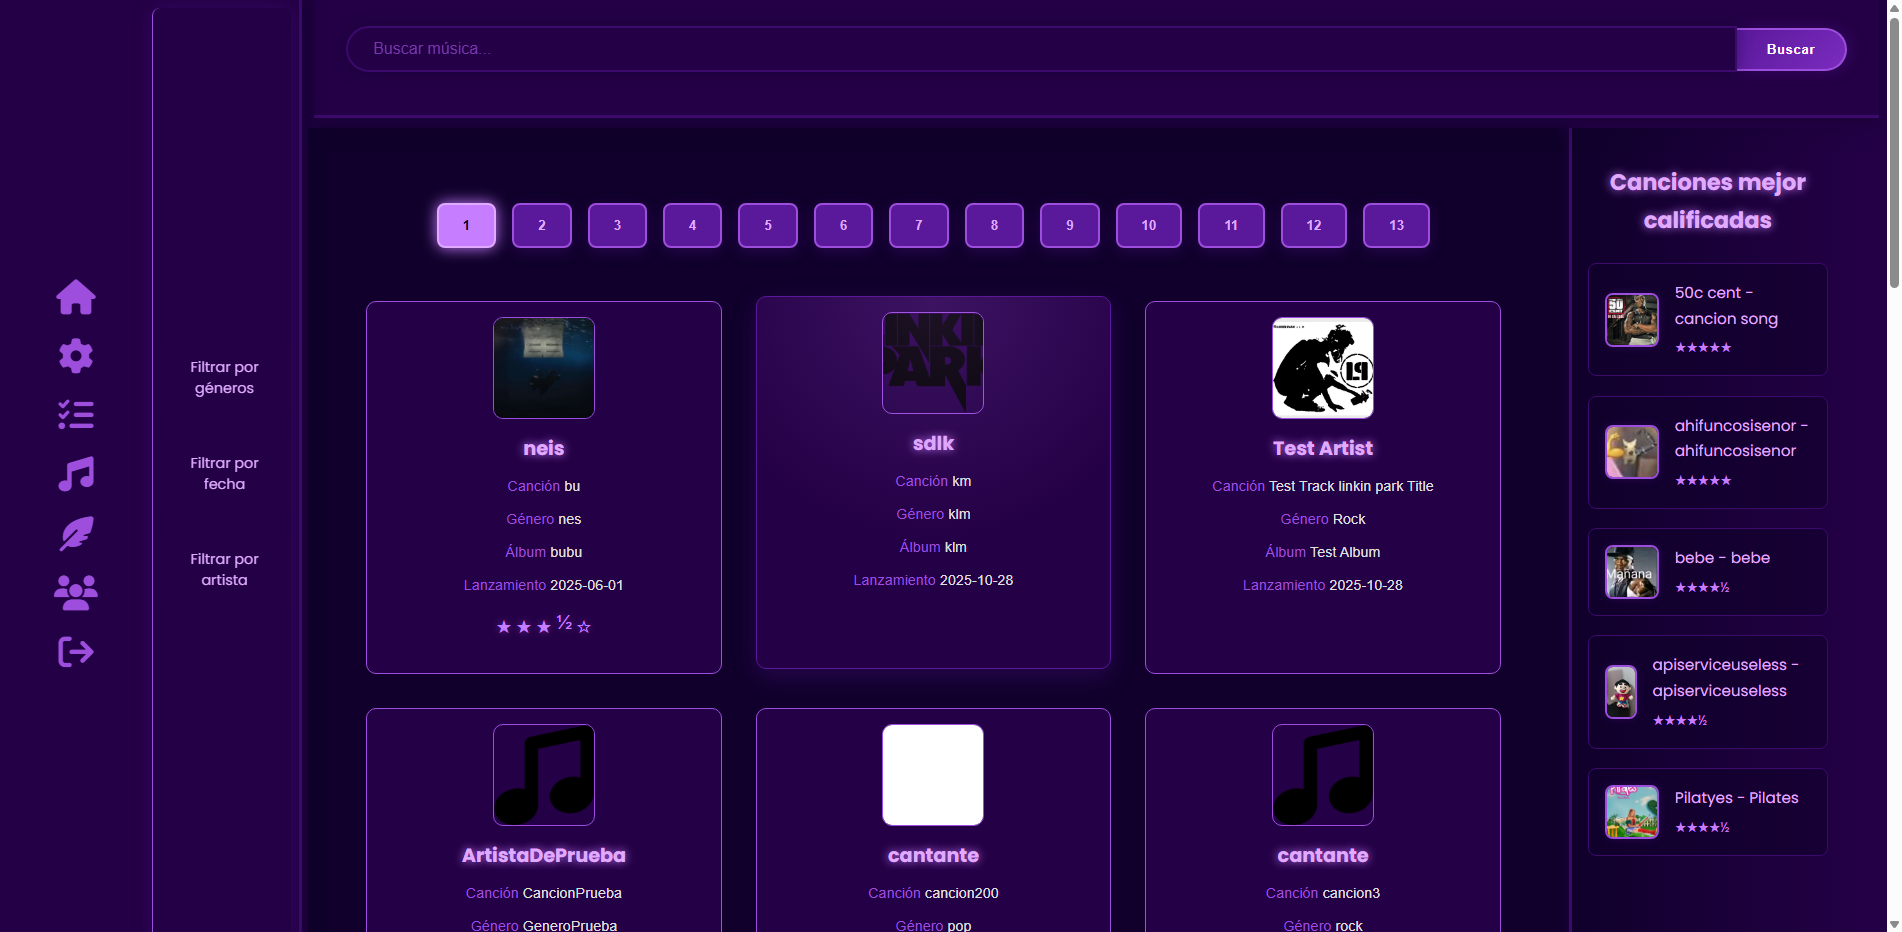 Buscar música...
Buscar
Filtrar por
géneros
Filtrar por
fecha
Filtrar por
artista
1 2 3 4 5 6 7 8 9 10 11 12 13
neis
Canción bu
Género nes
Álbum bubu
Lanzamiento 2025-06-01
★ ★ ★ ½ ☆
INKI
PARK
sdlk
Canción km
Género klm
Álbum klm
Lanzamiento 2025-10-28
LP
Test Artist
Canción Test Track linkin park Title
Género Rock
Álbum Test Album
Lanzamiento 2025-10-28
ArtistaDePrueba
Canción CancionPrueba
Género GeneroPrueba
cantante
Canción cancion200
Género pop
cantante
Canción cancion3
Género rock
Canciones mejor
calificadas
50
50c cent -
cancion song
★★★★★
ahifuncosisenor -
ahifuncosisenor
★★★★★
Mañana
bebe - bebe
★★★★½
apiserviceuseless -
apiserviceuseless
★★★★½
Pilatyes - Pilates
★★★★½